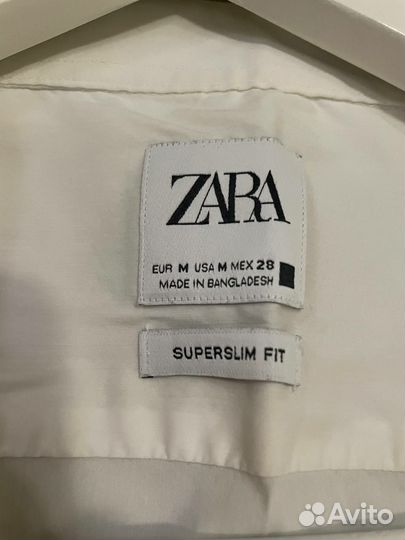 ZARA
EUR M USA M MEX 28
MADE IN BANGLADESH
SUPERSLIM FIT
Avito